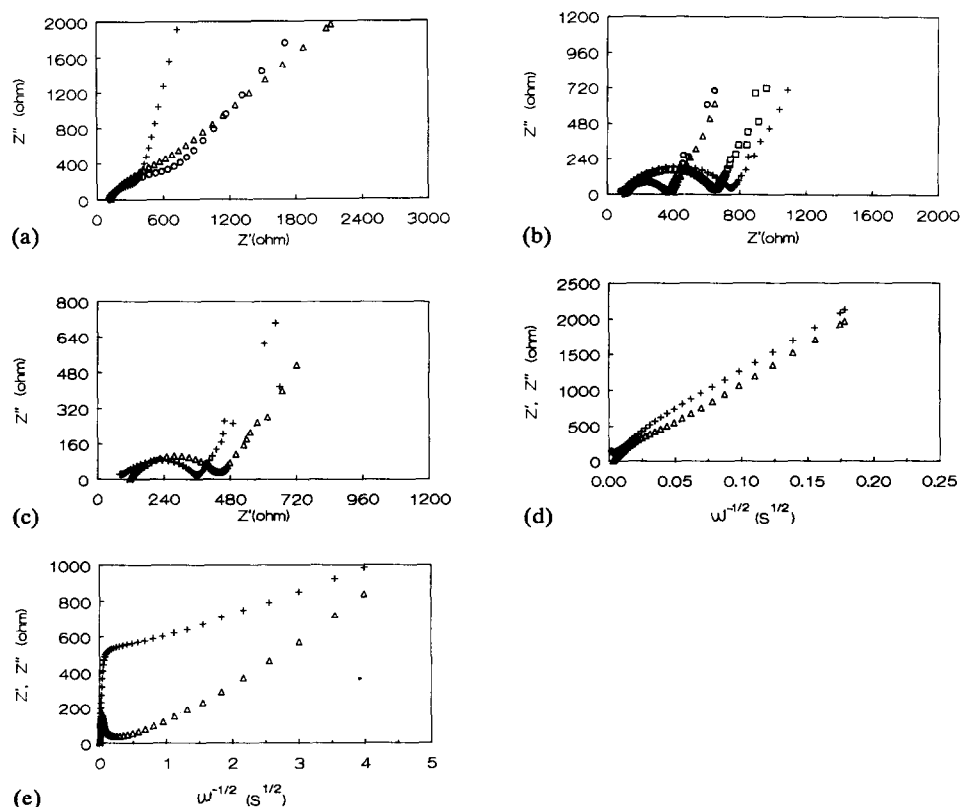 2000
1600
1200
800
400
0
Z'' (ohm)
0 600 1200 1800 2400 3000
Z'(ohm)
(a)
1200
960
720
480
240
0
Z'' (ohm)
0 400 800 1200 1600 2000
Z'(ohm)
(b)
800
640
480
320
160
0
Z'' (ohm)
0 240 480 720 960 1200
Z'(ohm)
(c)
2500
2000
1500
1000
500
0
Z', Z'' (ohm)
0.00 0.05 0.10 0.15 0.20 0.25
W^-1/2 (S^1/2)
(d)
1000
800
600
400
200
0
Z', Z'' (ohm)
0 1 2 3 4 5
W^-1/2 (S^1/2)
(e)